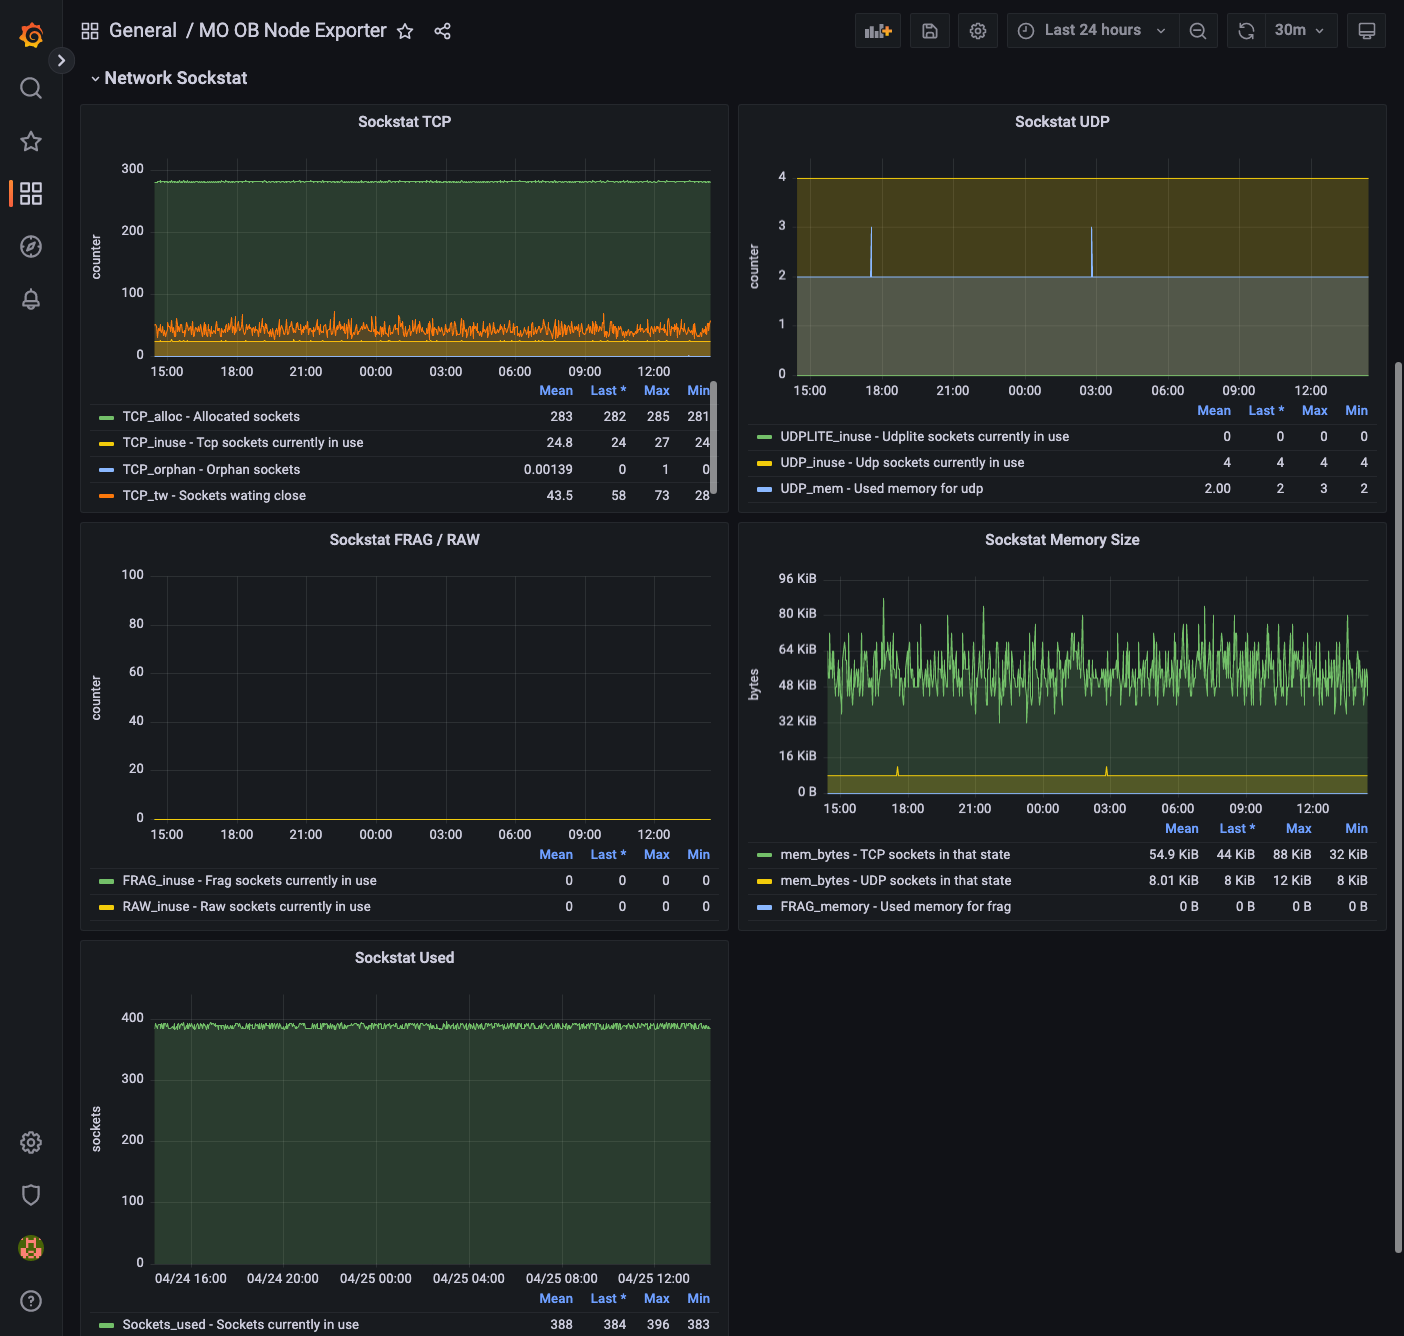 General / MO OB Node Exporter
Last 24 hours
30m
Network Sockstat
Sockstat TCP
counter
300
200
100
0
15:00 18:00 21:00 00:00 03:00 06:00 09:00 12:00
Mean Last * Max Min
TCP_alloc - Allocated sockets 283 282 285 281
TCP_inuse - Tcp sockets currently in use 24.8 24 27 24
TCP_orphan - Orphan sockets 0.00139 0 1 0
TCP_tw - Sockets wating close 43.5 58 73 28
Sockstat UDP
counter
4
3
2
1
0
15:00 18:00 21:00 00:00 03:00 06:00 09:00 12:00
Mean Last * Max Min
UDPLITE_inuse - Udplite sockets currently in use 0 0 0 0
UDP_inuse - Udp sockets currently in use 4 4 4 4
UDP_mem - Used memory for udp 2.00 2 3 2
Sockstat FRAG / RAW
counter
100
80
60
40
20
0
15:00 18:00 21:00 00:00 03:00 06:00 09:00 12:00
Mean Last * Max Min
FRAG_inuse - Frag sockets currently in use 0 0 0 0
RAW_inuse - Raw sockets currently in use 0 0 0 0
Sockstat Memory Size
bytes
96 KiB
80 KiB
64 KiB
48 KiB
32 KiB
16 KiB
0 B
15:00 18:00 21:00 00:00 03:00 06:00 09:00 12:00
Mean Last * Max Min
mem_bytes - TCP sockets in that state 54.9 KiB 44 KiB 88 KiB 32 KiB
mem_bytes - UDP sockets in that state 8.01 KiB 8 KiB 12 KiB 8 KiB
FRAG_memory - Used memory for frag 0 B 0 B 0 B 0 B
Sockstat Used
sockets
400
300
200
100
0
04/24 16:00 04/24 20:00 04/25 00:00 04/25 04:00 04/25 08:00 04/25 12:00
Mean Last * Max Min
Sockets_used - Sockets currently in use 388 384 396 383